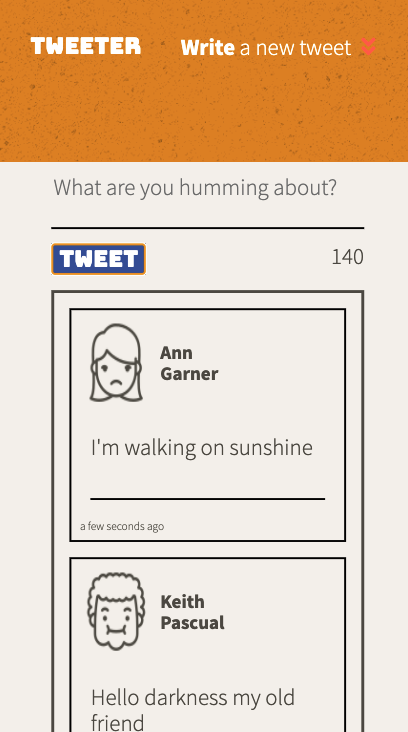 TWEETER
Write a new tweet
What are you humming about?
TWEET
140
Ann
Garner
I'm walking on sunshine
a few seconds ago
Keith
Pascual
Hello darkness my old
friend